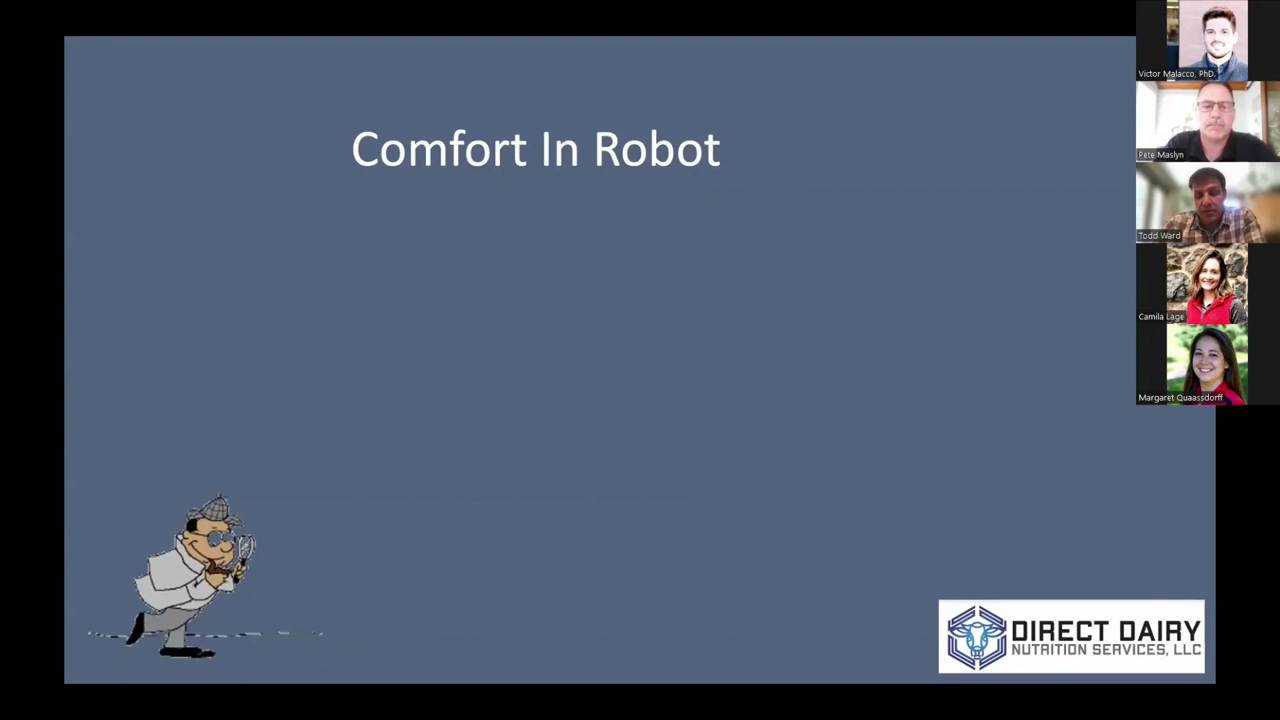 Comfort In Robot
Victor Malacco, PhD.
Pete Maslyn
Todd Ward
Camila Lage
Margaret Quaassdorff
DIRECT DAIRY
NUTRITION SERVICES, LLC